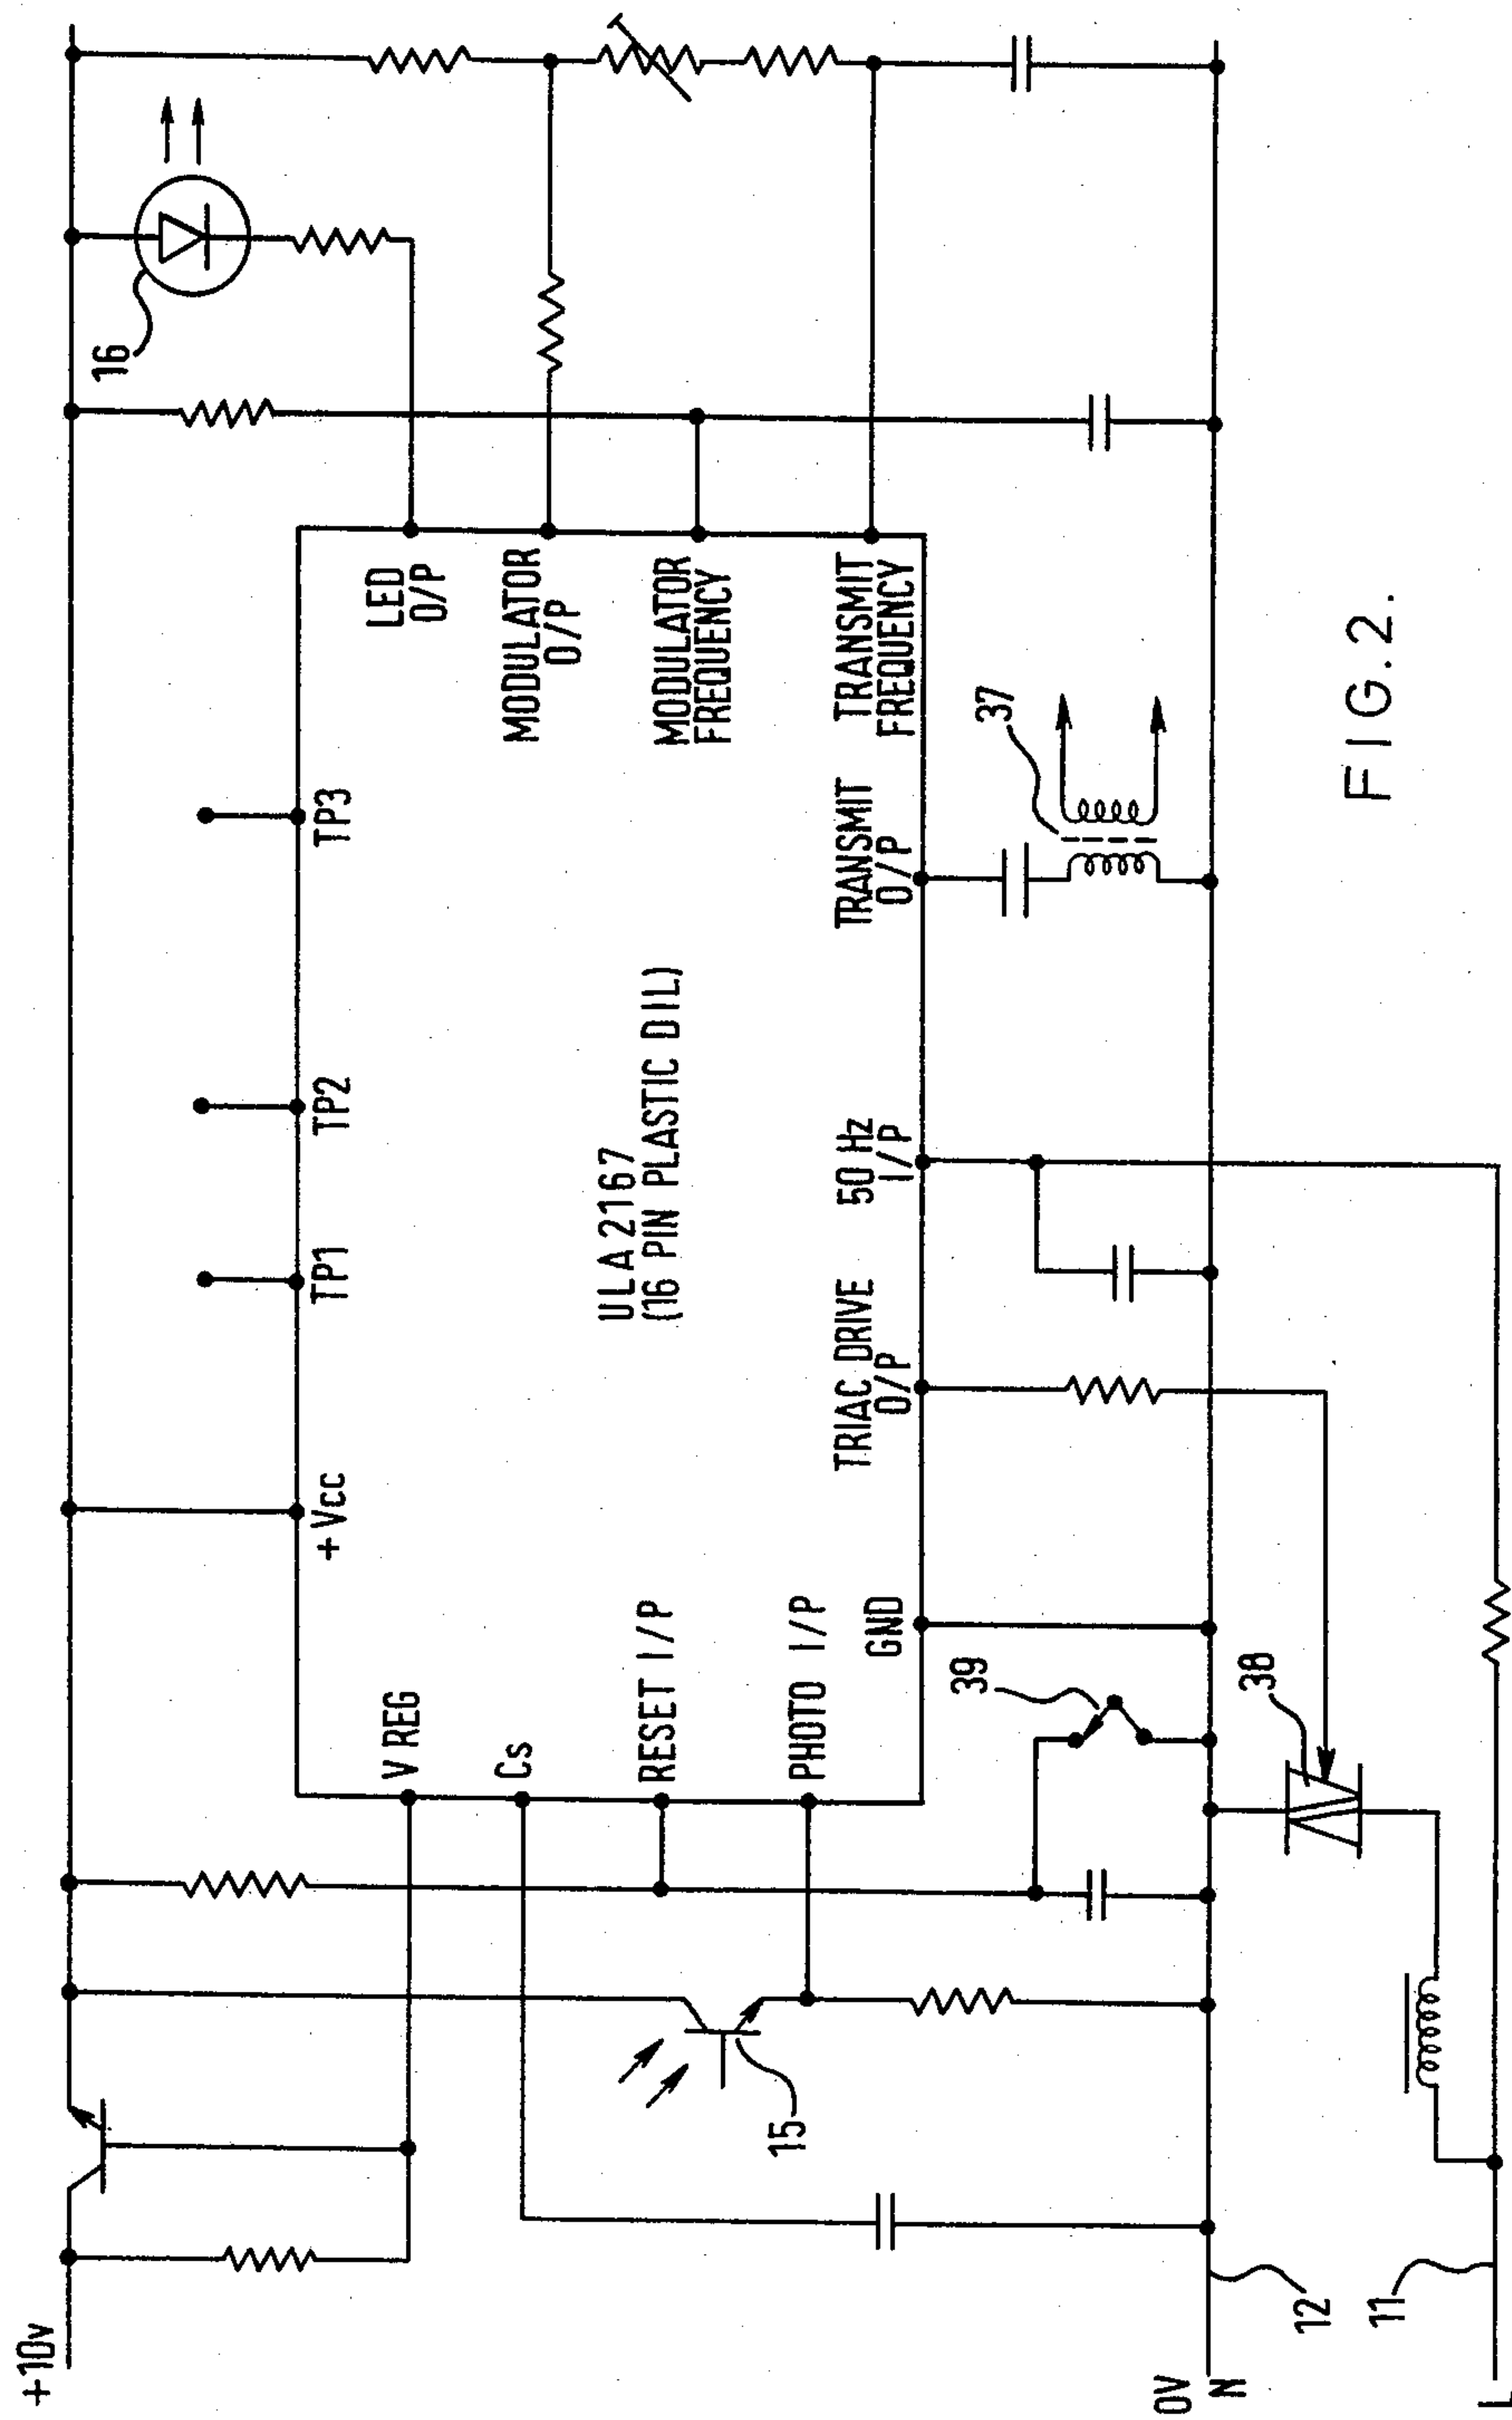 +10v
16
V REG
+Vcc
TP1
TP2
TP3
LED
O/P
Cs
MODULATOR
O/P
RESET I/P
ULA 2167
(16 PIN PLASTIC DIL)
MODULATOR
FREQUENCY
15
PHOTO I/P
GND
TRIAC DRIVE
O/P
50 Hz
I/P
TRANSMIT
O/P
TRANSMIT
FREQUENCY
39
37
0V
N
12
38
11
L
FIG.2.